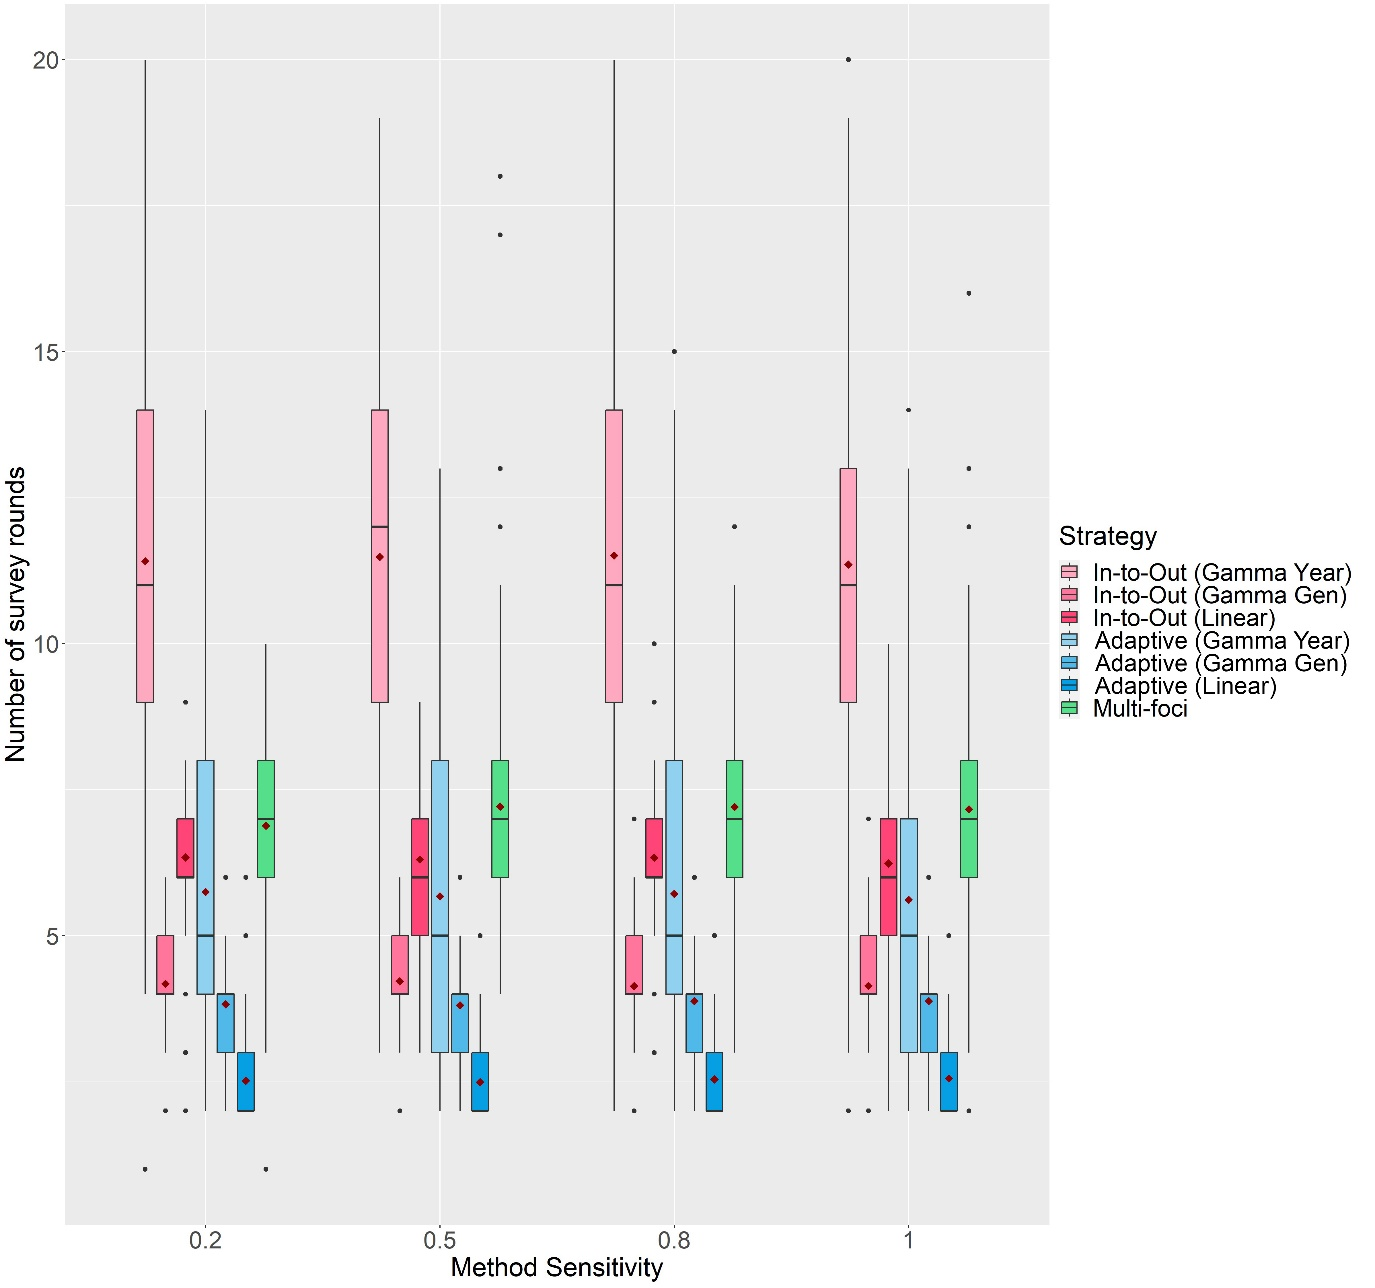 20
15
10
5
Number of survey rounds
0.2 0.5 0.8 1
Method Sensitivity
Strategy
In-to-Out (Gamma Year)
In-to-Out (Gamma Gen)
In-to-Out (Linear)
Adaptive (Gamma Year)
Adaptive (Gamma Gen)
Adaptive (Linear)
Multi-foci